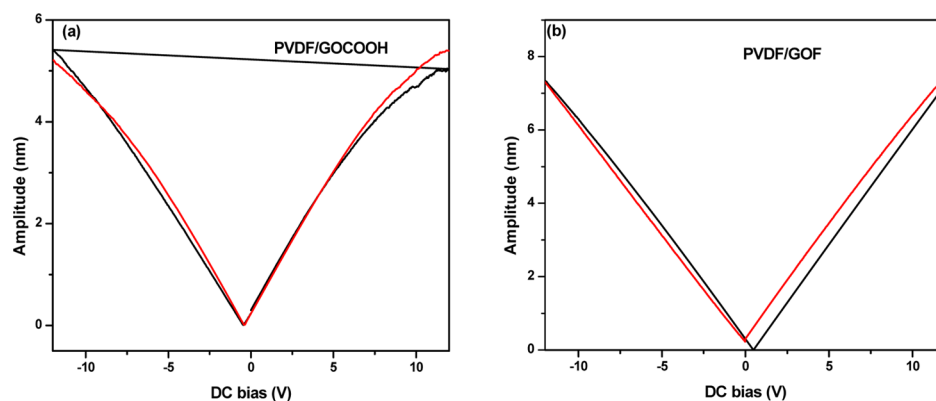 (a)
PVDF/GOCOOH
6
4
2
0
Amplitude (nm)
-10
-5
0
5
10
DC bias (V)
(b)
PVDF/GOF
8
6
4
2
0
Amplitude (nm)
-10
-5
0
5
10
DC bias (V)